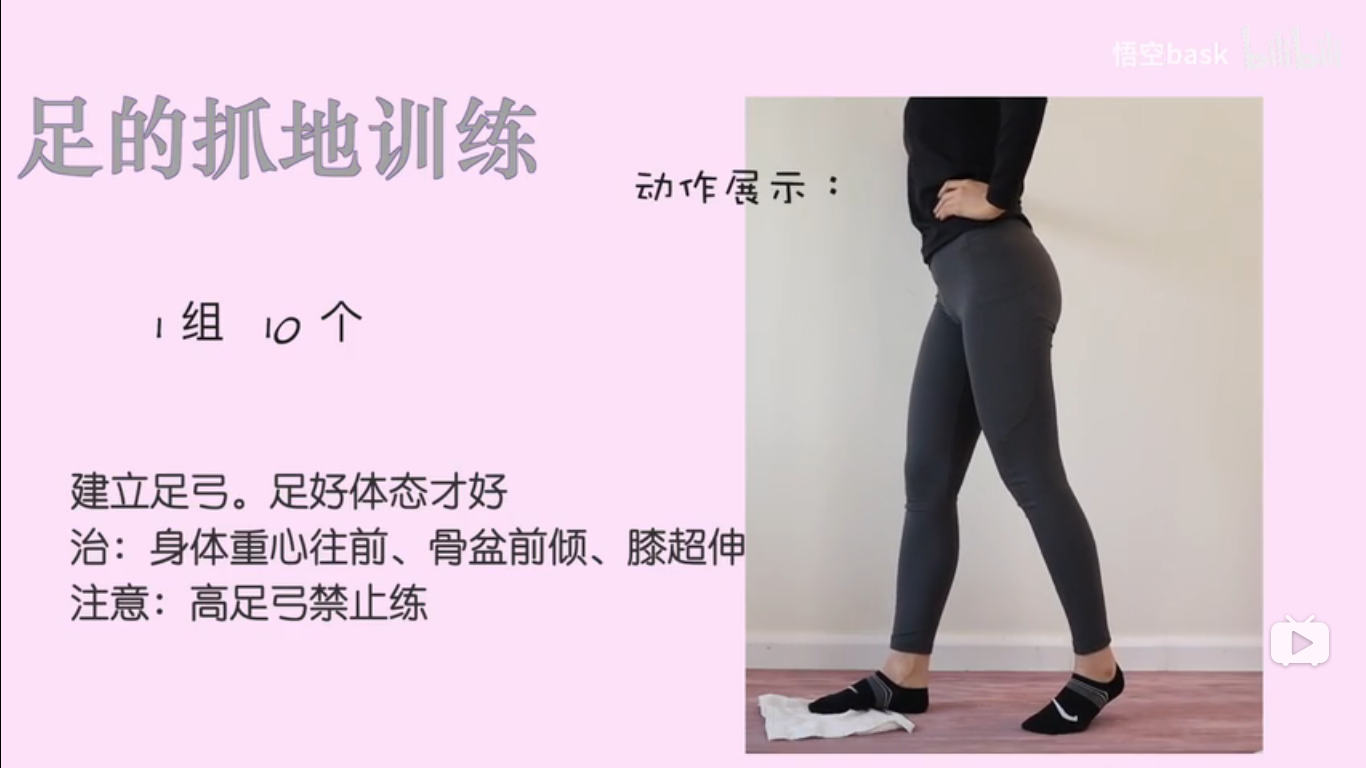 悟空bask bilibili
足的抓地训练
动作展示：
1组 10个
建立足弓。足好体态才好
治：身体重心往前、骨盆前倾、膝超伸
注意：高足弓禁止练